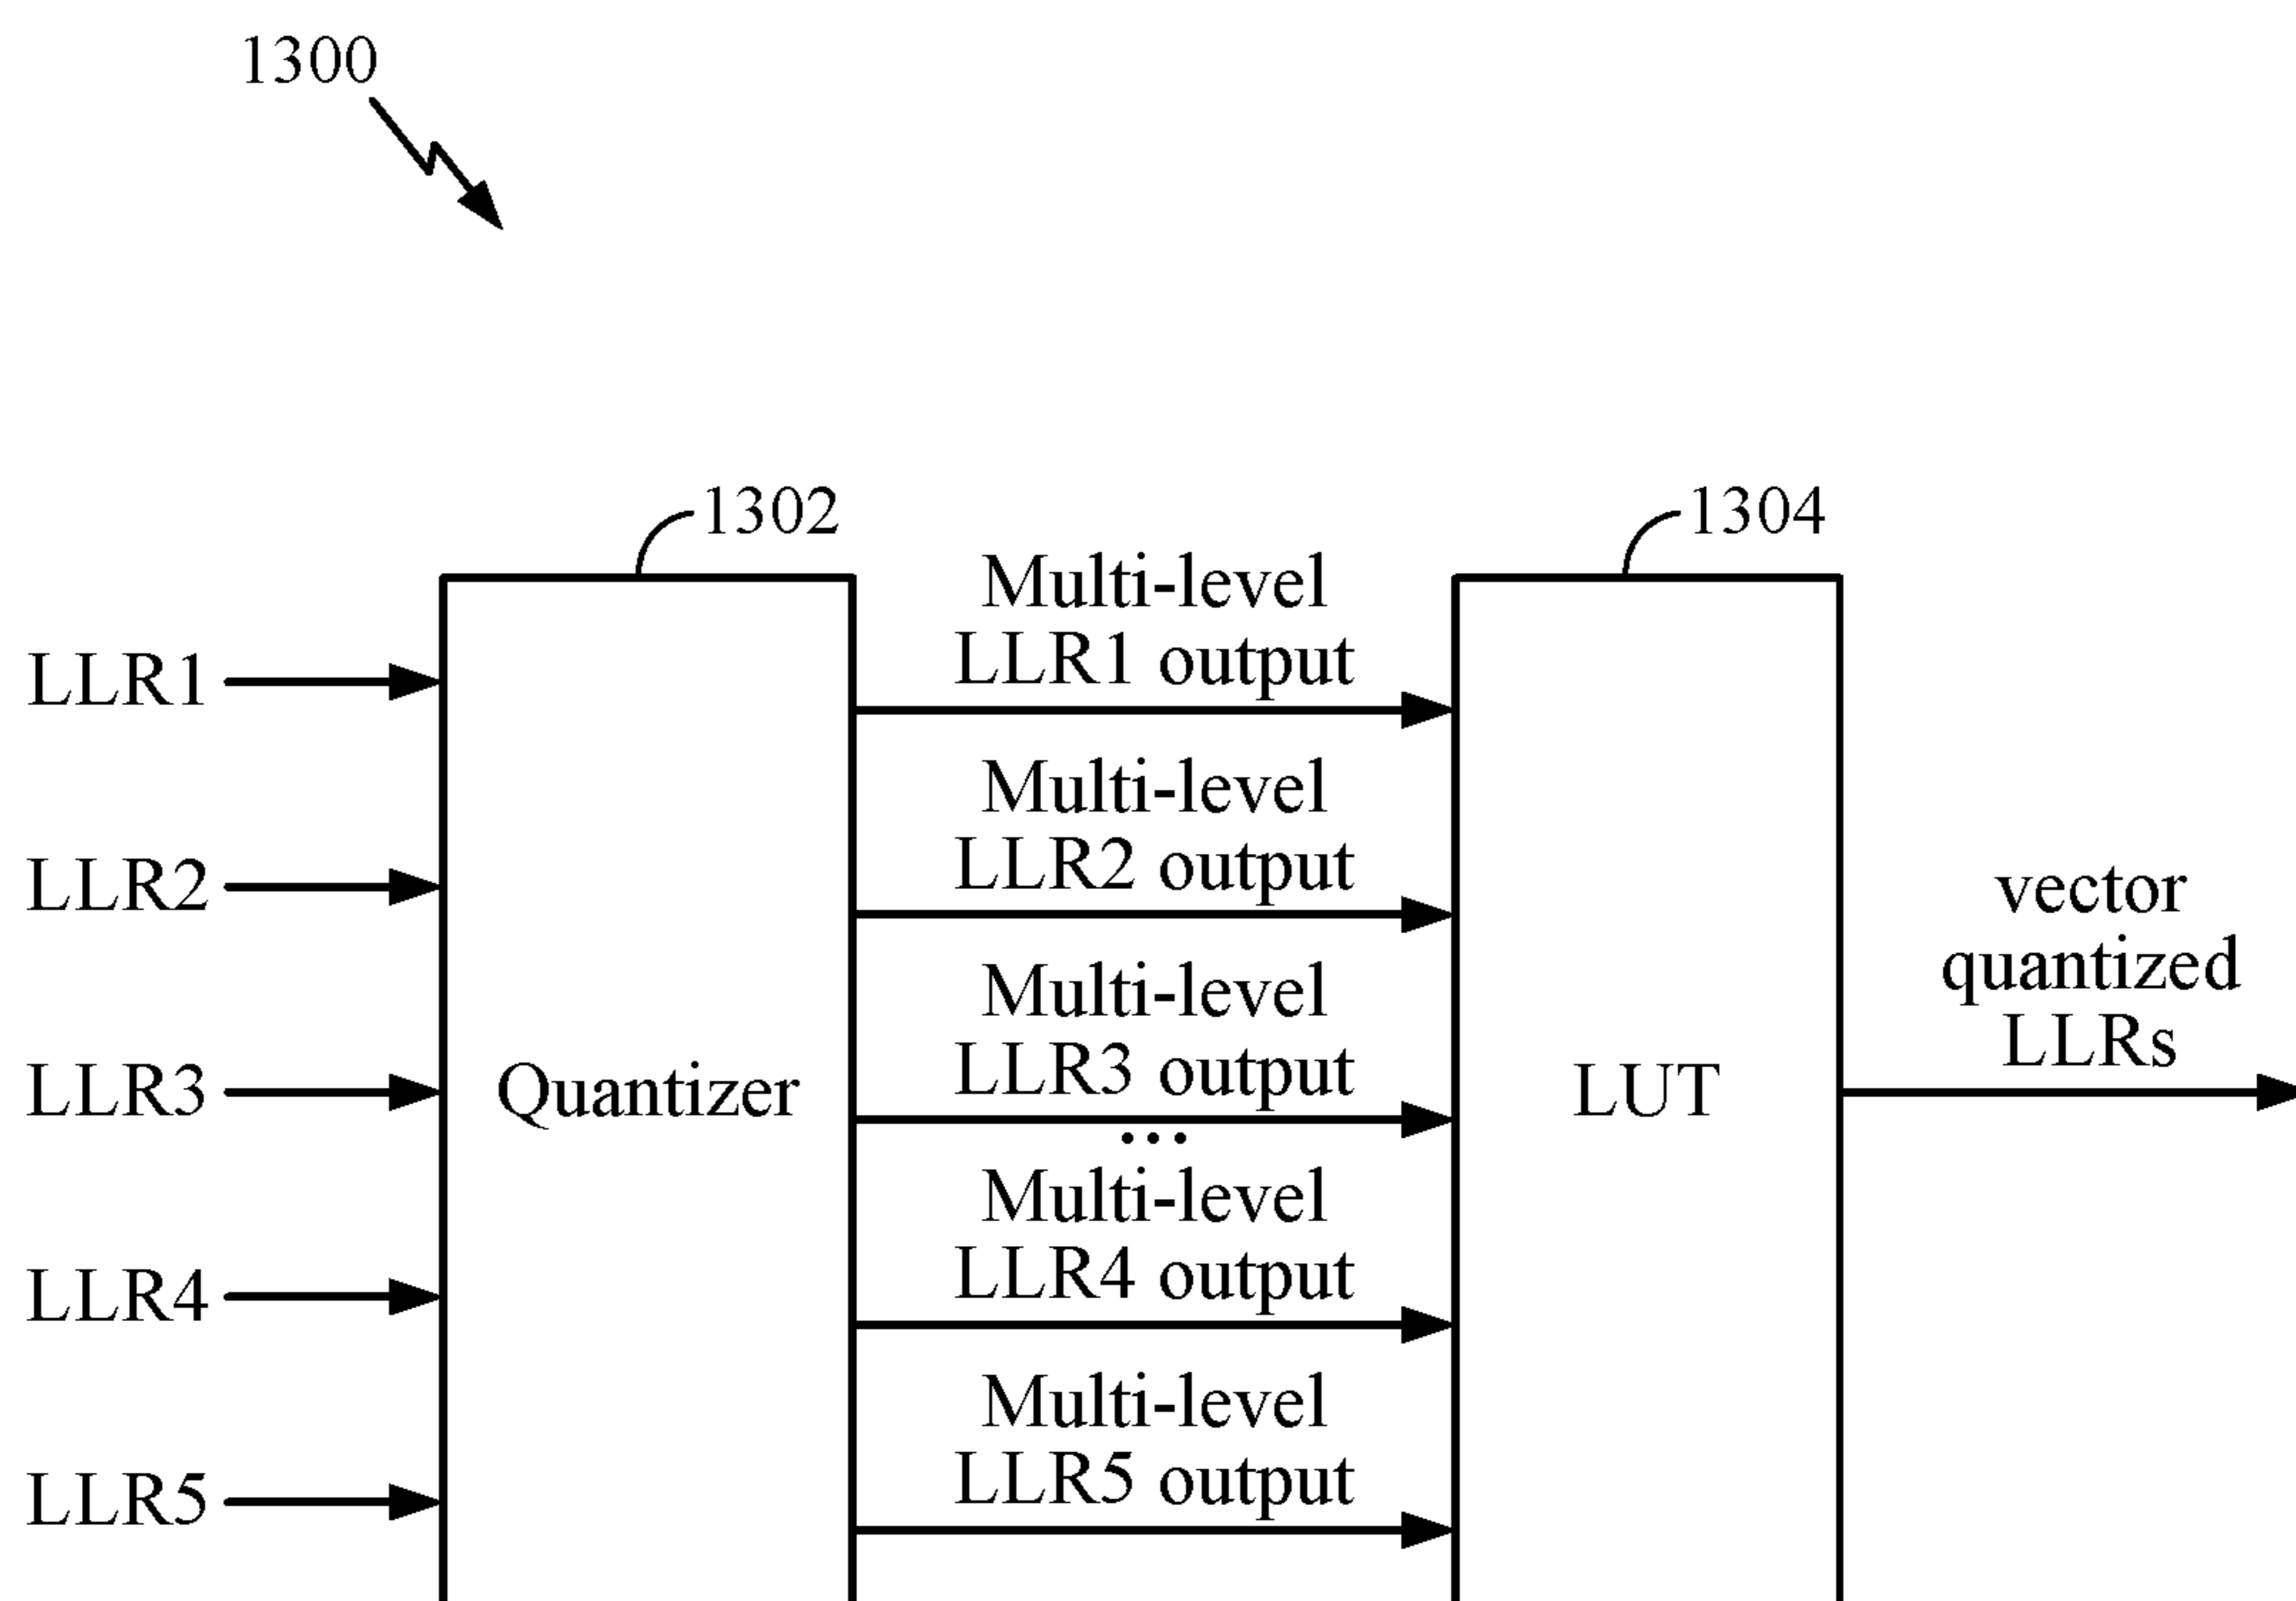 1300
1302
1304
LLR1
LLR2
LLR3
LLR4
LLR5
Quantizer
Multi-level
LLR1 output
Multi-level
LLR2 output
Multi-level
LLR3 output
...
Multi-level
LLR4 output
Multi-level
LLR5 output
LUT
vector
quantized
LLRs